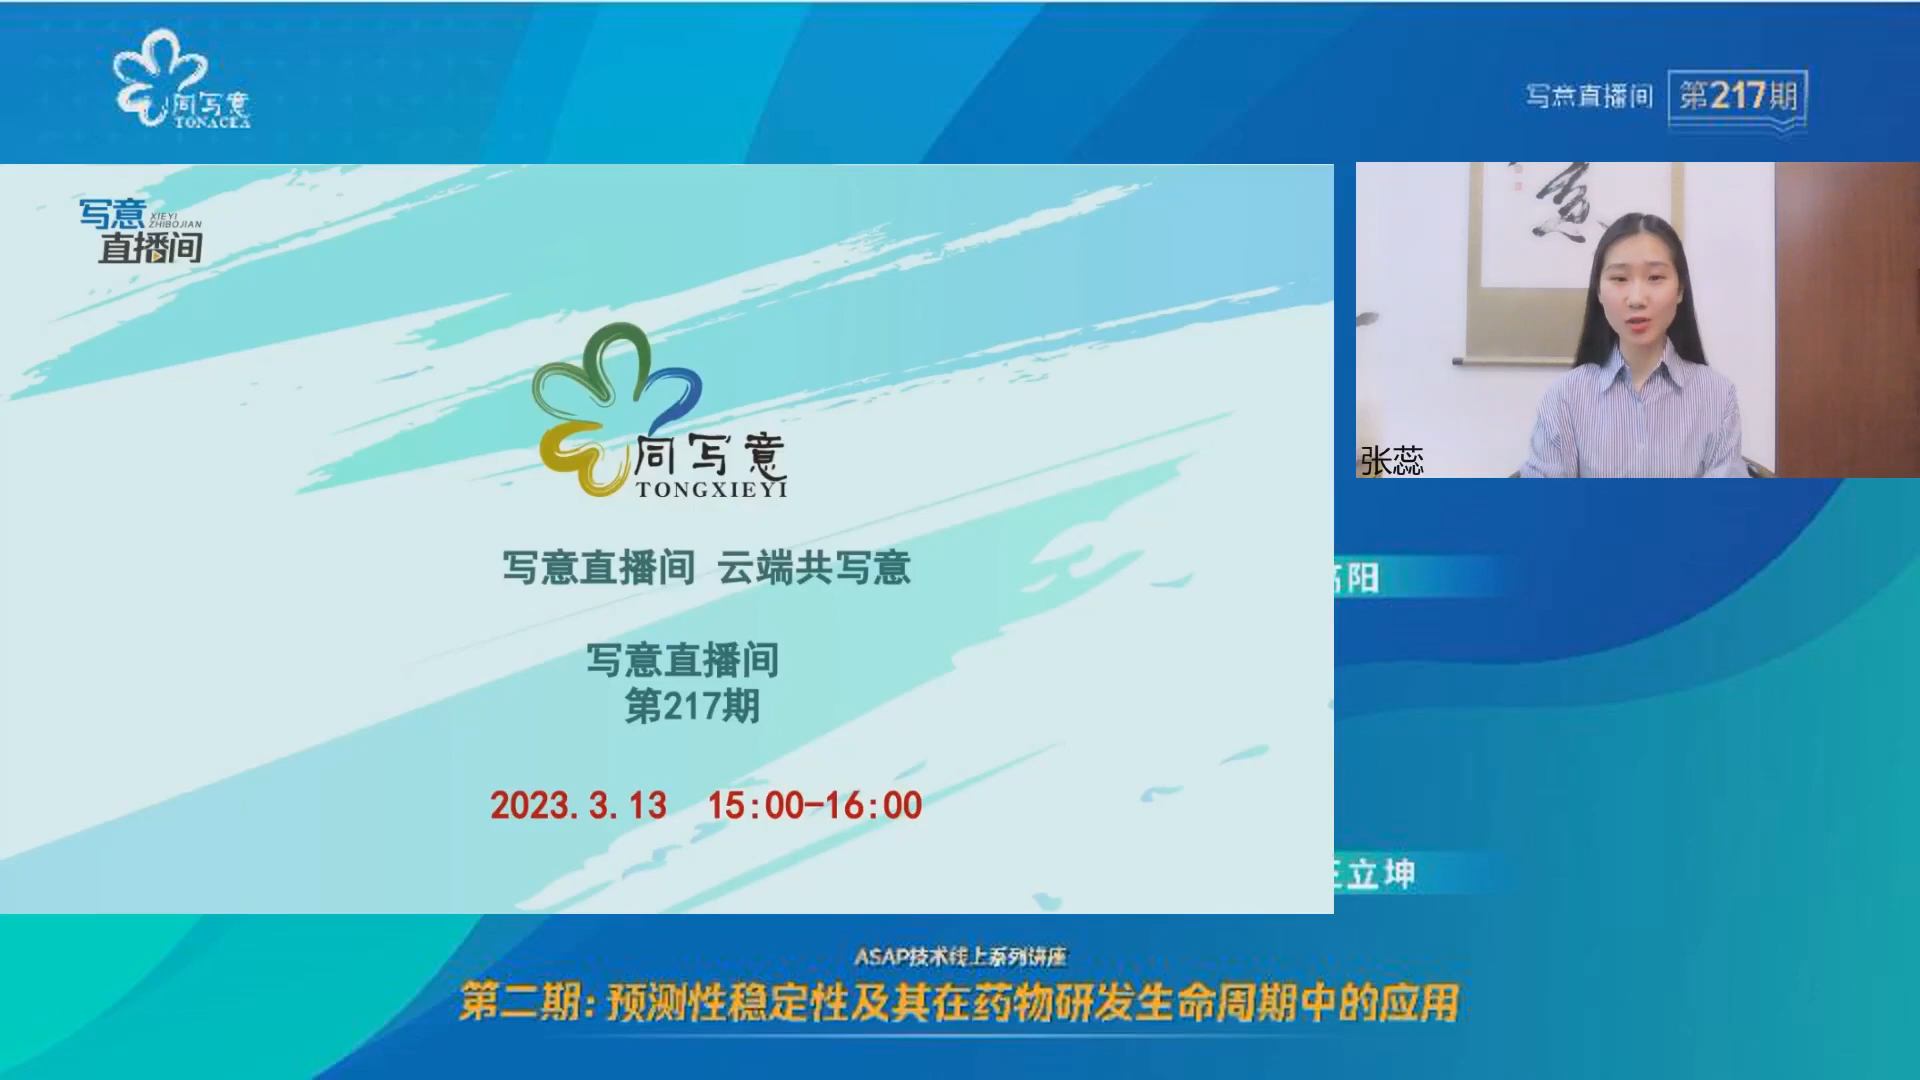 同写意
TONACEA
写意直播间 第217期
写意
XIEYI
ZHIBOJIAN
直播间
同写意
TONGXIEYI
张蕊
写意直播间 云端共写意
阳
写意直播间
第217期
2023.3.13 15:00-16:00
王立坤
ASAP技术线上系列讲座
第二期:预测性稳定性及其在药物研发生命周期中的应用